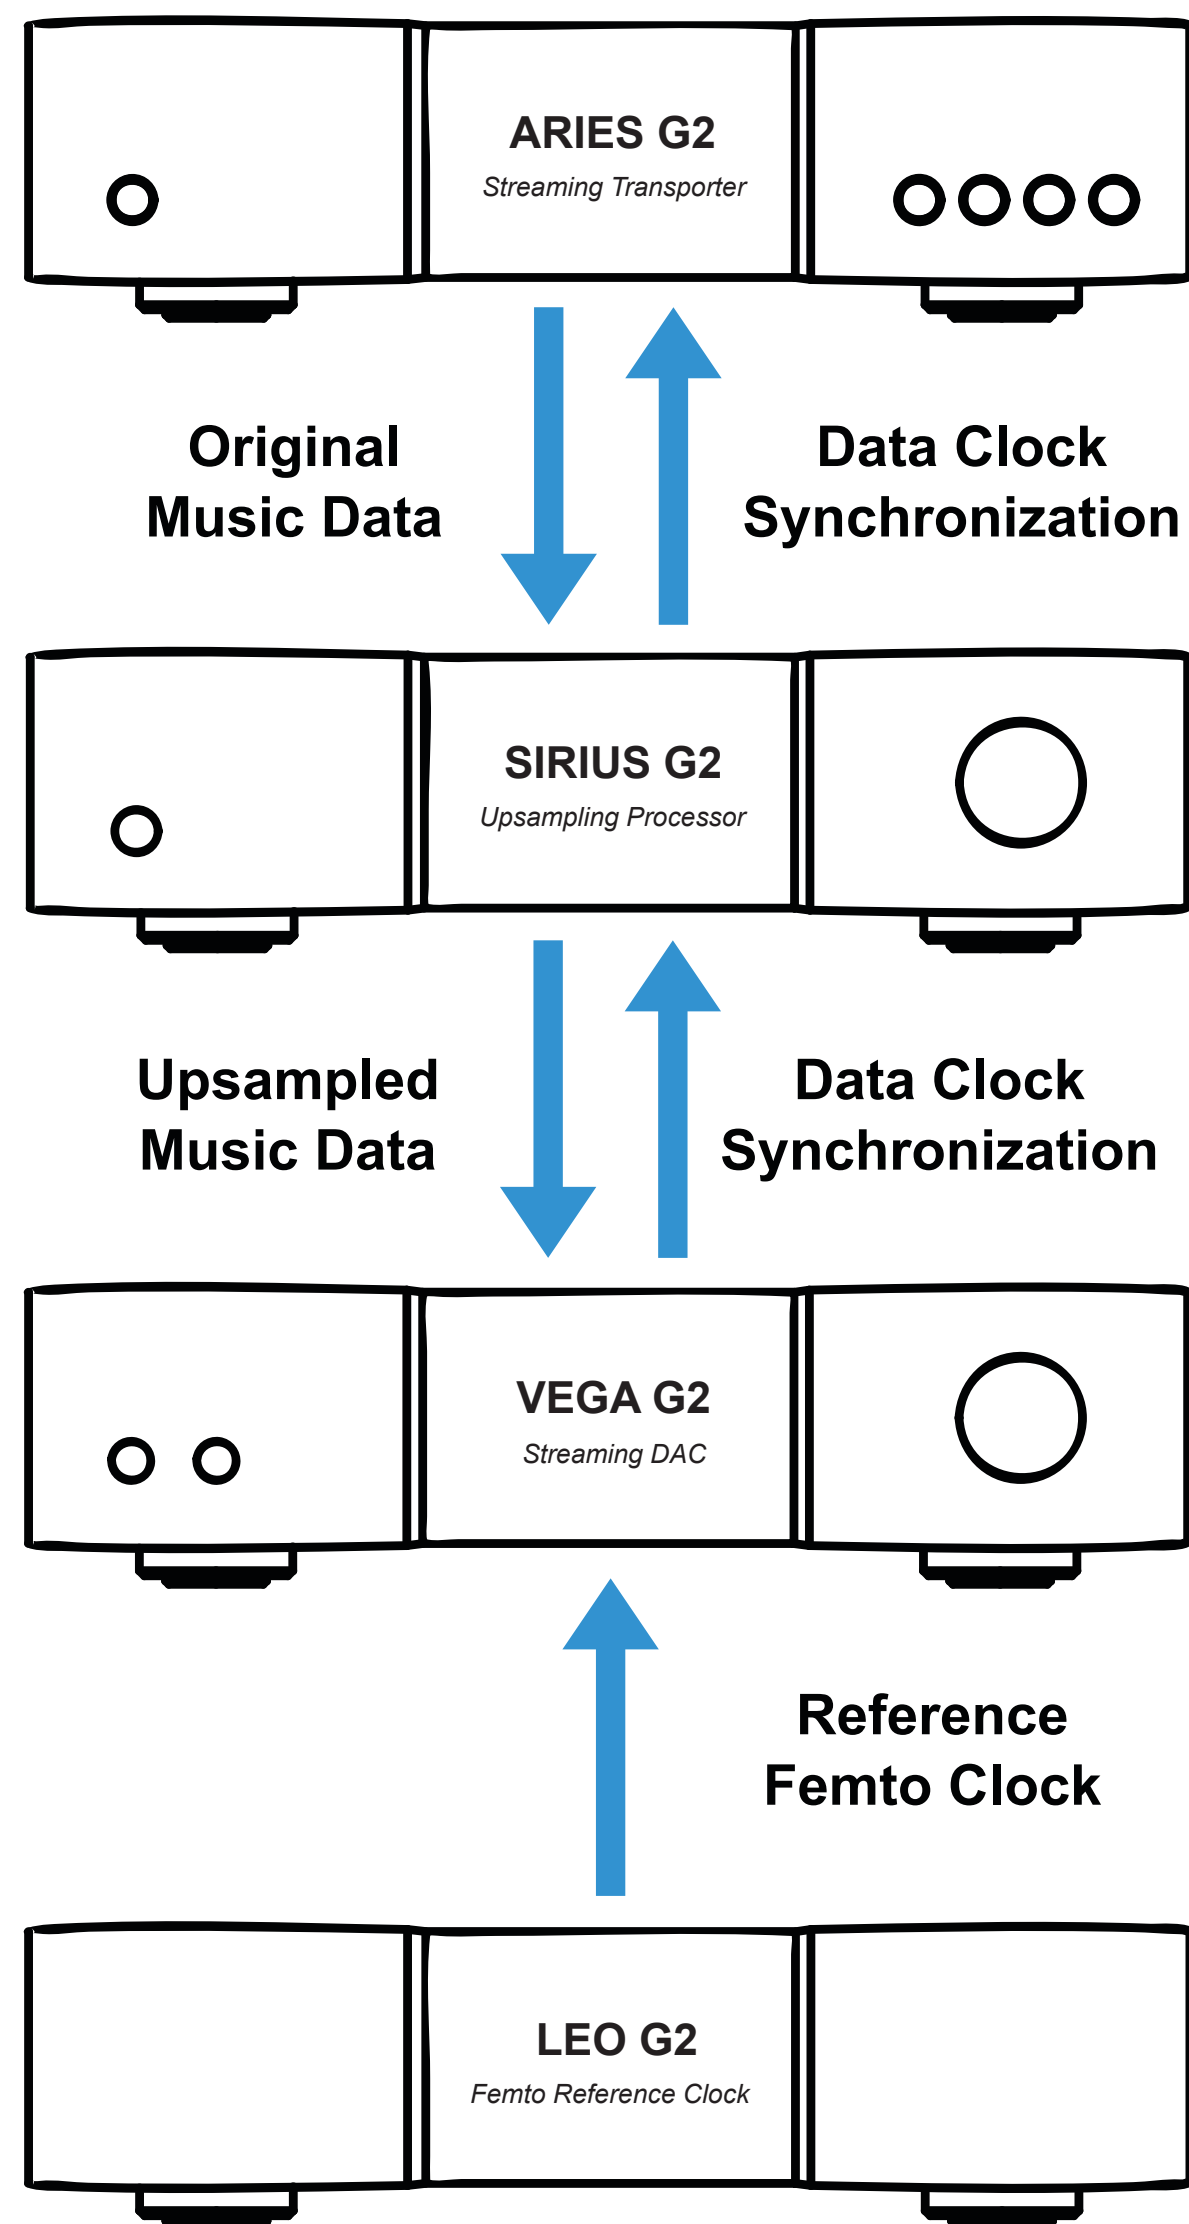 ARIES G2
Streaming Transporter
Original
Music Data
Data Clock
Synchronization
SIRIUS G2
Upsampling Processor
Upsampled
Music Data
Data Clock
Synchronization
VEGA G2
Streaming DAC
Reference
Femto Clock
LEO G2
Femto Reference Clock